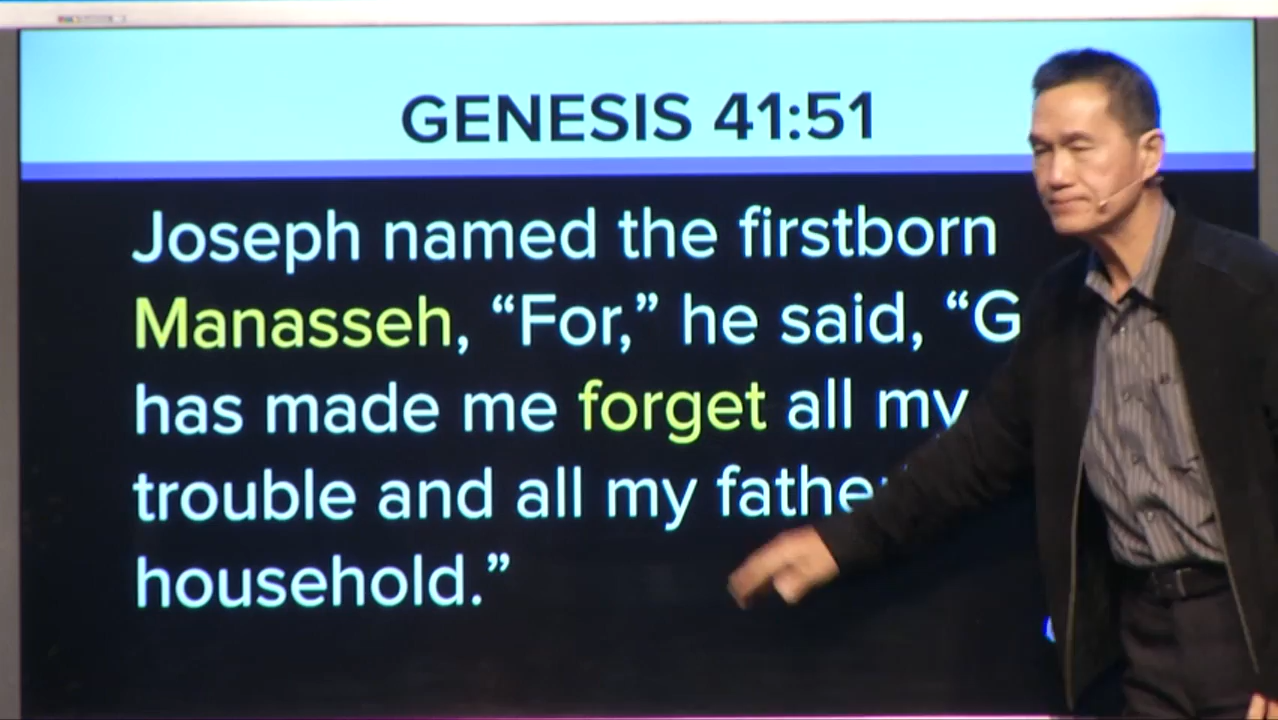 GENESIS 41:51
Joseph named the firstborn
Manasseh, “For,” he said, “G
has made me forget all my
trouble and all my father
household.”